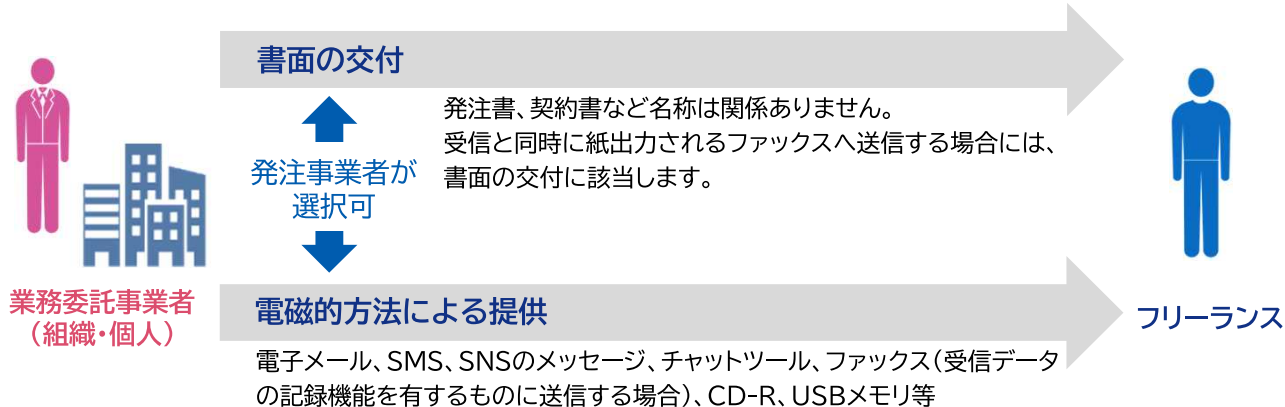 書面の交付
発注書、契約書など名称は関係ありません。
受信と同時に紙出力されるファックスへ送信する場合には、
書面の交付に該当します。
発注事業者が
選択可
業務委託事業者
（組織・個人）
電磁的方法による提供
電子メール、SMS、SNSのメッセージ、チャットツール、ファックス（受信データ
の記録機能を有するものに送信する場合）、CD-R、USBメモリ等
フリーランス